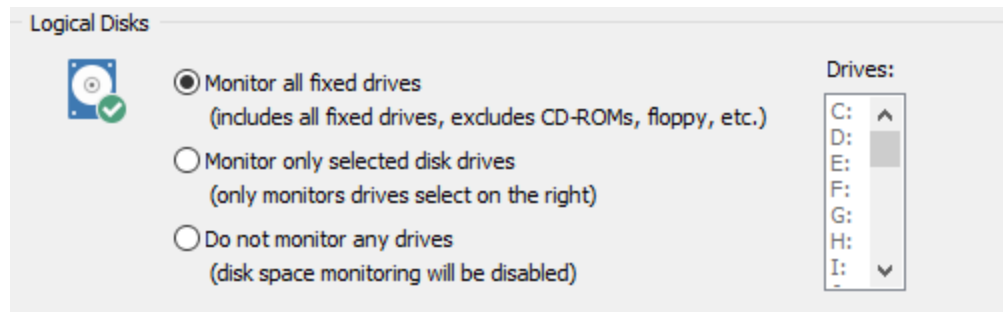 Logical Disks
Monitor all fixed drives
(includes all fixed drives, excludes CD-ROMs, floppy, etc.)
Monitor only selected disk drives
(only monitors drives select on the right)
Do not monitor any drives
(disk space monitoring will be disabled)
Drives:
C:
D:
E:
F:
G:
H:
I: